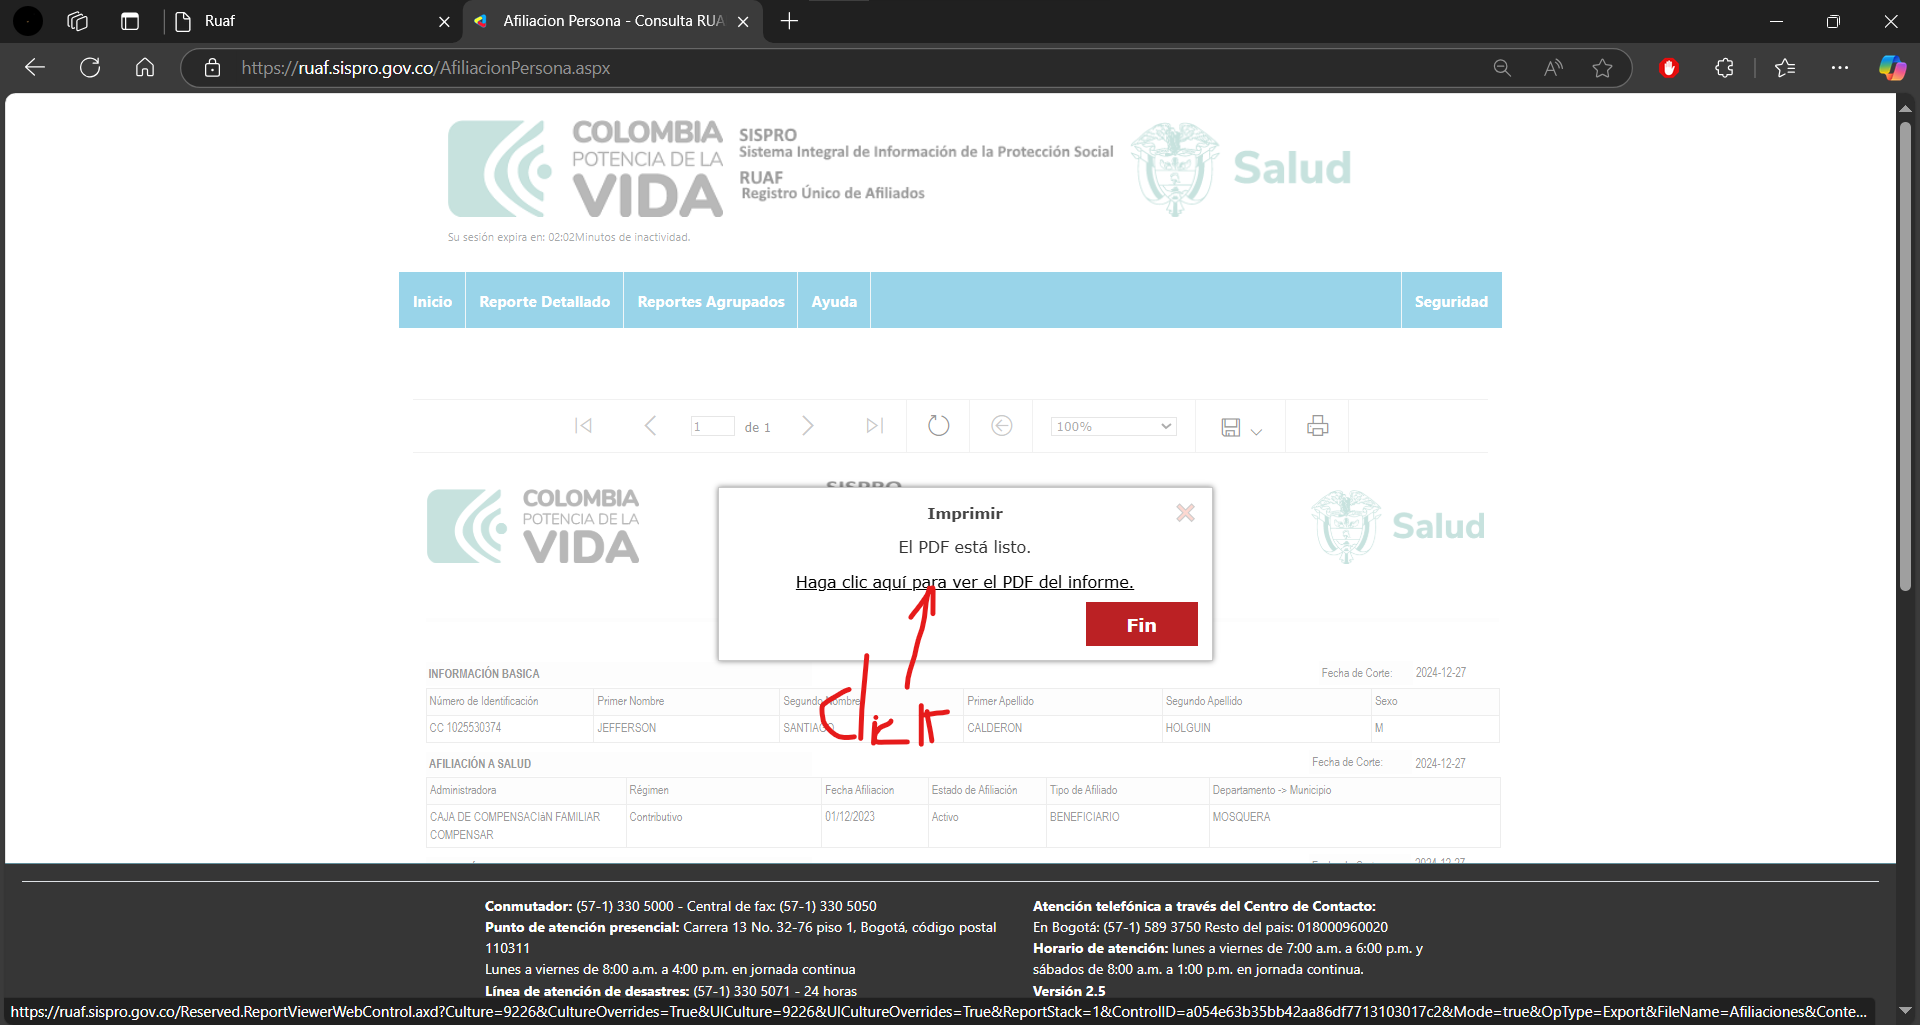 Ruaf
Afiliacion Persona - Consulta RUA
https://ruaf.sispro.gov.co/AfiliacionPersona.aspx
COLOMBIA
POTENCIA DE LA
VIDA
SISPRO
Sistema Integral de Información de la Protección Social
RUAF
Registro Único de Afiliados
Salud
Su sesión expira en: 02:02Minutos de inactividad.
Inicio
Reporte Detallado
Reportes Agrupados
Ayuda
Seguridad
1
de 1
100%
COLOMBIA
POTENCIA DE LA
VIDA
SISPRO
Salud
Imprimir
El PDF está listo.
Haga clic aquí para ver el PDF del informe.
Fin
Click
INFORMACIÓN BASICA
Fecha de Corte: 2024-12-27
Número de Identificación Primer Nombre Segundo Nombre Primer Apellido Segundo Apellido Sexo
CC 1025530374 JEFFERSON SANTIAGO CALDERON HOLGUIN M
AFILIACIÓN A SALUD
Fecha de Corte: 2024-12-27
Administradora Régimen Fecha Afiliacion Estado de Afiliación Tipo de Afiliado Departamento -> Municipio
CAJA DE COMPENSACIóN FAMILIAR Contributivo 01/12/2023 Activo BENEFICIARIO MOSQUERA
COMPENSAR
Conmutador: (57-1) 330 5000 - Central de fax: (57-1) 330 5050
Punto de atención presencial: Carrera 13 No. 32-76 piso 1, Bogotá, código postal
110311
Lunes a viernes de 8:00 a.m. a 4:00 p.m. en jornada continua
Línea de atención de desastres: (57-1) 330 5071 - 24 horas
Atención telefónica a través del Centro de Contacto:
En Bogotá: (57-1) 589 3750 Resto del pais: 018000960020
Horario de atención: lunes a viernes de 7:00 a.m. a 6:00 p.m. y
sábados de 8:00 a.m. a 1:00 p.m. en jornada continua.
Versión 2.5
https://ruaf.sispro.gov.co/Reserved.ReportViewerWebControl.axd?Culture=9226&CultureOverrides=True&UICulture=9226&UICultureOverrides=True&ReportStack=1&ControlID=a054e63b35bb42aa86df7713103017c2&Mode=true&OpType=Export&FileName=Afiliaciones&Conte...